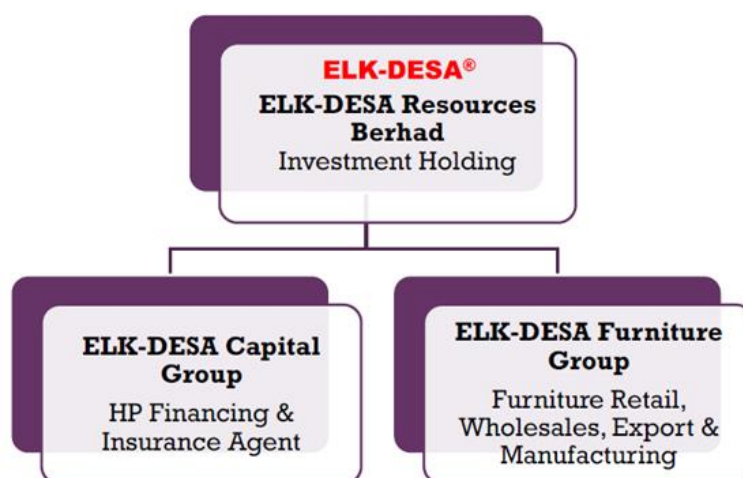 ELK-DESA®
ELK-DESA Resources
Berhad
Investment Holding
ELK-DESA Capital
Group
HP Financing &
Insurance Agent
ELK-DESA Furniture
Group
Furniture Retail,
Wholesales, Export &
Manufacturing